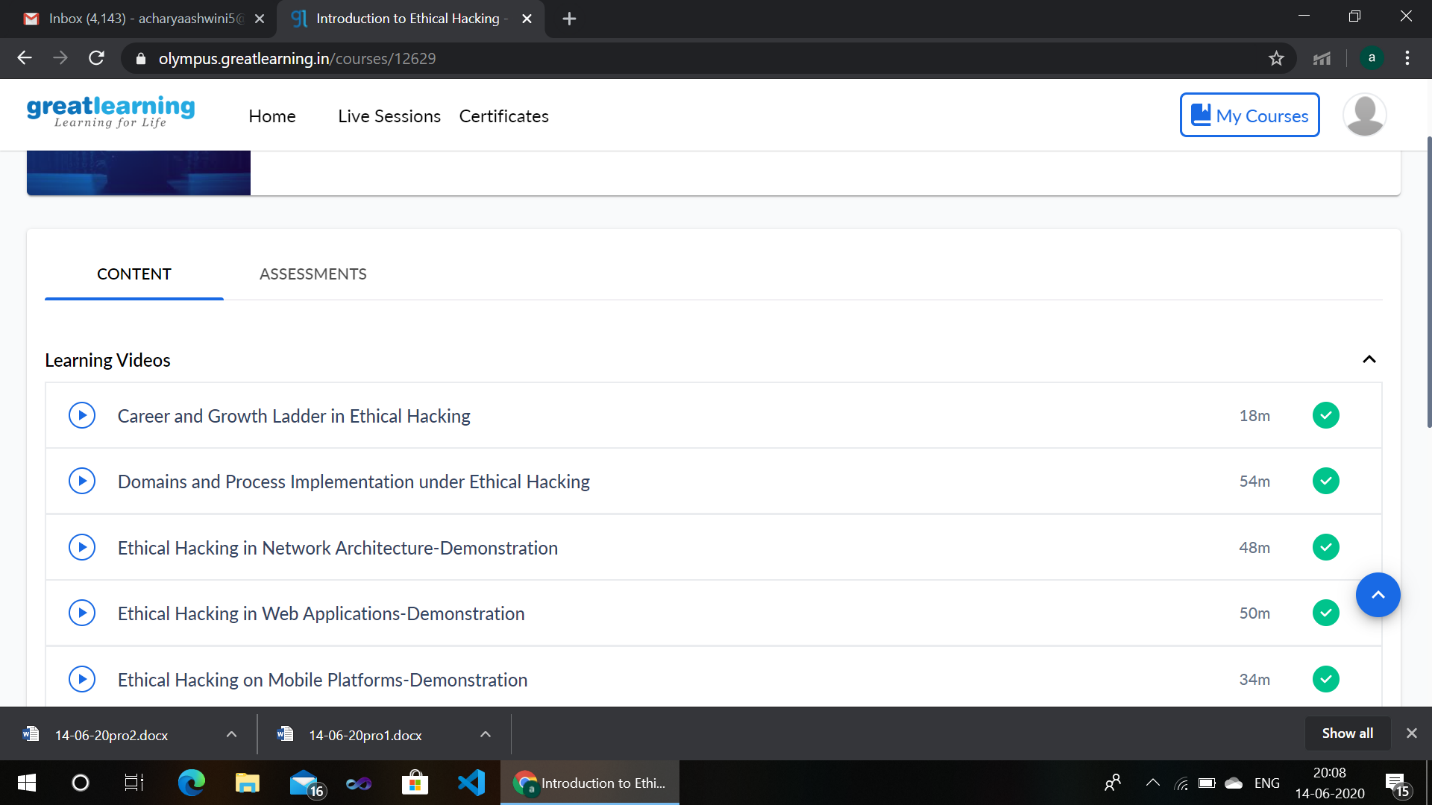 Inbox (4,143) - acharyaashwini5@
Introduction to Ethical Hacking -
olympus.greatlearning.in/courses/12629
a
greatlearning
Learning for Life
Home
Live Sessions
Certificates
My Courses
CONTENT
ASSESSMENTS
Learning Videos
Career and Growth Ladder in Ethical Hacking
18m
Domains and Process Implementation under Ethical Hacking
54m
Ethical Hacking in Network Architecture-Demonstration
48m
Ethical Hacking in Web Applications-Demonstration
50m
Ethical Hacking on Mobile Platforms-Demonstration
34m
14-06-20pro2.docx
14-06-20pro1.docx
Show all
16
a
Introduction to Ethi...
ENG
20:08
14-06-2020
15